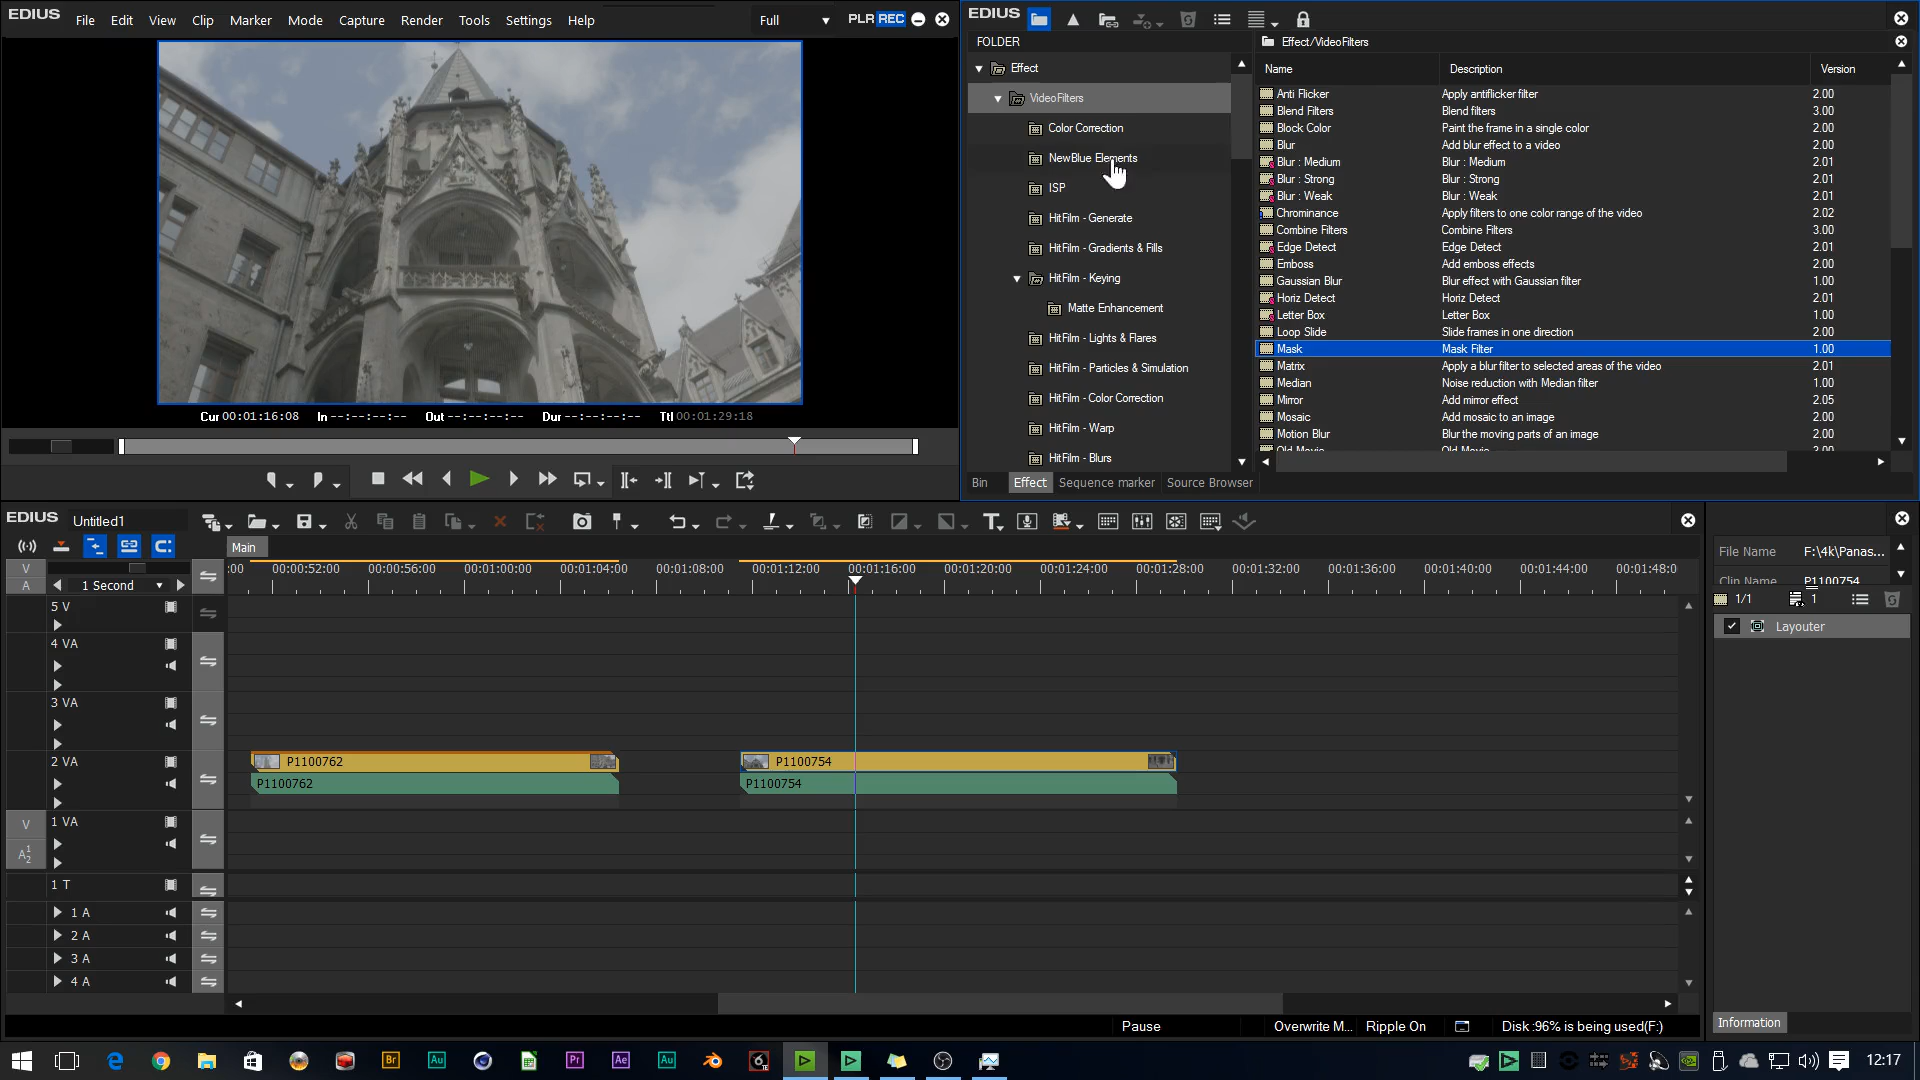 EDIUS File Edit View Clip Marker Mode Capture Render Tools Settings Help Full PLR REC
Cur 00:01:16:08 In --:--:--:-- Out --:--:--:-- Dur --:--:--:-- Ttl 00:01:29:18
EDIUS
FOLDER
Effect
VideoFilters
Color Correction
NewBlue Elements
ISP
HitFilm - Generate
HitFilm - Gradients & Fills
HitFilm - Keying
Matte Enhancement
HitFilm - Lights & Flares
HitFilm - Particles & Simulation
HitFilm - Color Correction
HitFilm - Warp
HitFilm - Blurs
Effect/VideoFilters
Name Description Version
Anti Flicker Apply antiflicker filter 2.00
Blend Filters Blend filters 3.00
Block Color Paint the frame in a single color 2.00
Blur Add blur effect to a video 2.00
Blur : Medium Blur : Medium 2.01
Blur : Strong Blur : Strong 2.01
Blur : Weak Blur : Weak 2.01
Chrominance Apply filters to one color range of the video 2.02
Combine Filters Combine Filters 3.00
Edge Detect Edge Detect 2.01
Emboss Add emboss effects 2.00
Gaussian Blur Blur effect with Gaussian filter 1.00
Horiz Detect Horiz Detect 2.01
Letter Box Letter Box 1.00
Loop Slide Slide frames in one direction 2.00
Mask Mask Filter 1.00
Matrix Apply a blur filter to selected areas of the video 2.01
Median Noise reduction with Median filter 1.00
Mirror Add mirror effect 2.05
Mosaic Add mosaic to an image 2.00
Motion Blur Blur the moving parts of an image 2.00
Bin Effect Sequence marker Source Browser
EDIUS Untitled1
Main
V
A
1 Second
:00 00:00:52:00 00:00:56:00 00:01:00:00 00:01:04:00 00:01:08:00 00:01:12:00 00:01:16:00 00:01:20:00 00:01:24:00 00:01:28:00 00:01:32:00 00:01:36:00 00:01:40:00 00:01:44:00 00:01:48:0
5 V
4 VA
3 VA
2 VA
P1100762 P1100754
P1100762 P1100754
V 1 VA
A 1 2
1 T
1 A
2 A
3 A
4 A
File Name F:\4k\Panas...
Clip Name P1100754
1/1 1
Layouter
Information
Pause Overwrite M... Ripple On Disk :96% is being used(F:)
Br Au Pr Ae Au 6 TE 12:17